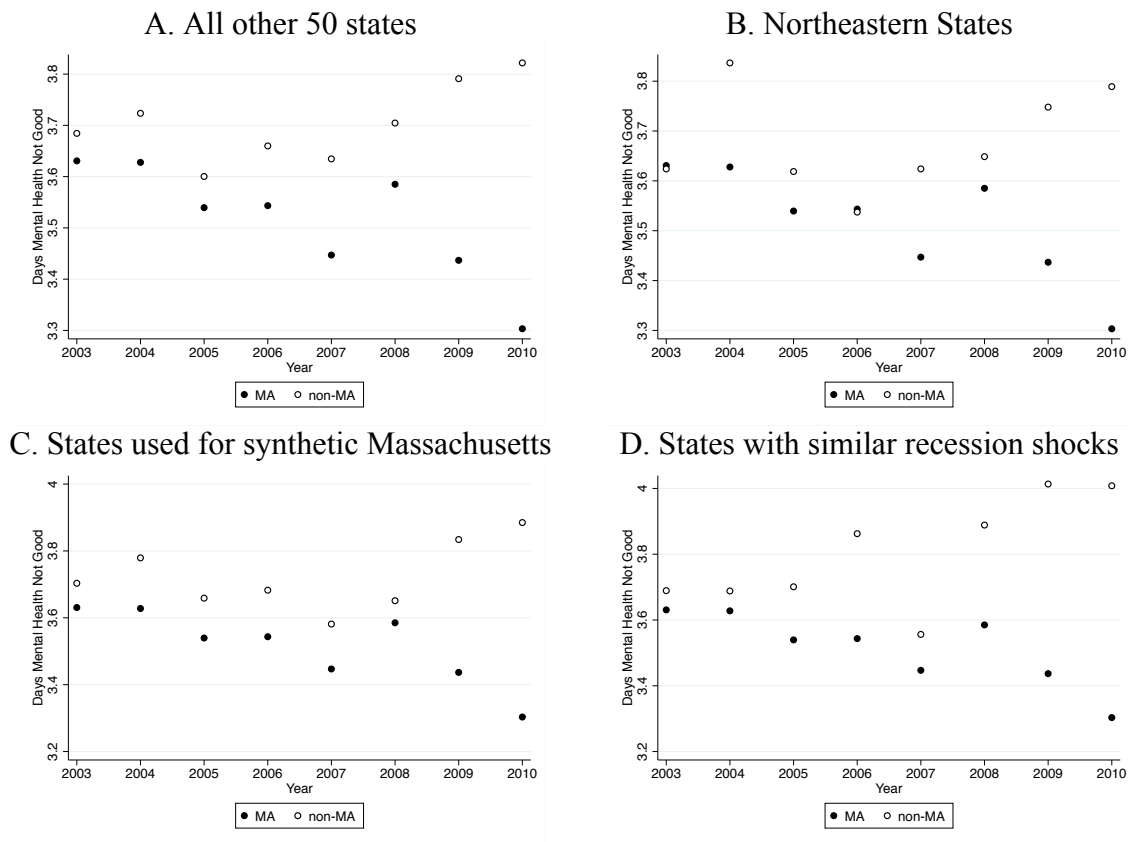 A. All other 50 states
Days Mental Health Not Good
3.8
3.7
3.6
3.5
3.4
3.3
2003 2004 2005 2006 2007 2008 2009 2010
Year
MA non-MA
B. Northeastern States
Days Mental Health Not Good
3.8
3.7
3.6
3.5
3.4
3.3
2003 2004 2005 2006 2007 2008 2009 2010
Year
MA non-MA
C. States used for synthetic Massachusetts
Days Mental Health Not Good
4
3.8
3.6
3.4
3.2
2003 2004 2005 2006 2007 2008 2009 2010
Year
MA non-MA
D. States with similar recession shocks
Days Mental Health Not Good
4
3.8
3.6
3.4
3.2
2003 2004 2005 2006 2007 2008 2009 2010
Year
MA non-MA